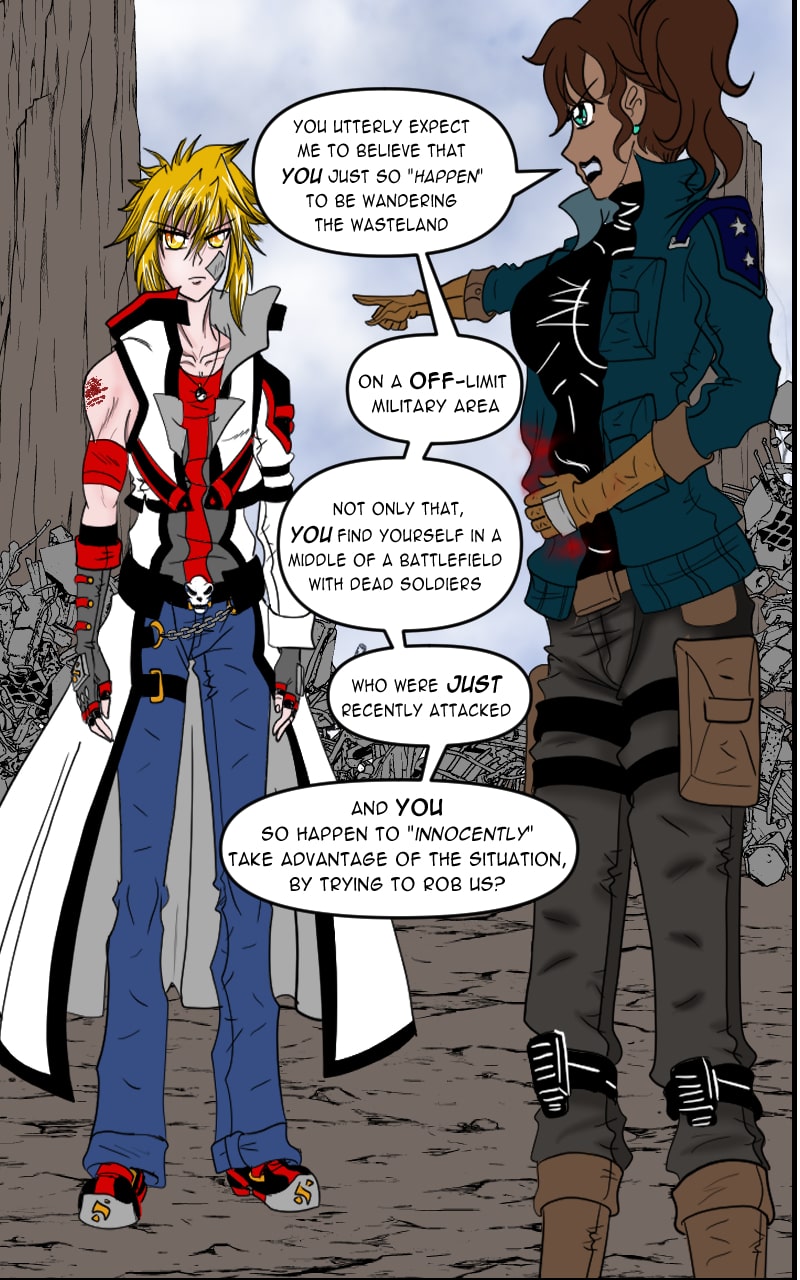 YOU UTTERLY EXPECT
ME TO BELIEVE THAT
YOU JUST SO "HAPPEN"
TO BE WANDERING
THE WASTELAND
ON A OFF-LIMIT
MILITARY AREA
NOT ONLY THAT,
YOU FIND YOURSELF IN A
MIDDLE OF A BATTLEFIELD
WITH DEAD SOLDIERS
WHO WERE JUST
RECENTLY ATTACKED
AND YOU
SO HAPPEN TO "INNOCENTLY"
TAKE ADVANTAGE OF THE SITUATION,
BY TRYING TO ROB US?